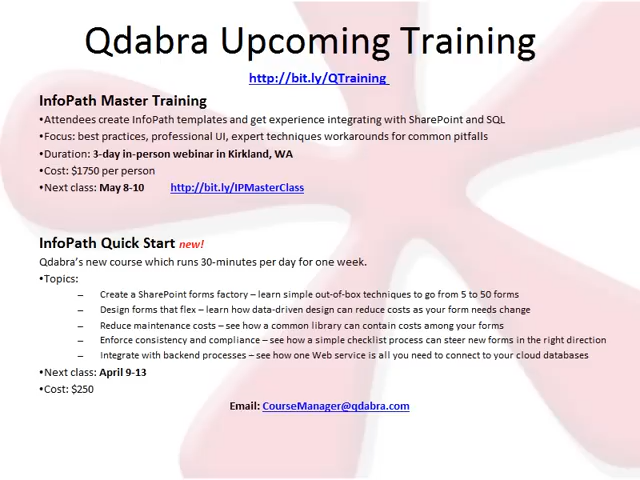 Qdabra Upcoming Training
http://bit.ly/QTraining
InfoPath Master Training
•Attendees create InfoPath templates and get experience integrating with SharePoint and SQL
•Focus: best practices, professional UI, expert techniques workarounds for common pitfalls
•Duration: 3-day in-person webinar in Kirkland, WA
•Cost: $1750 per person
•Next class: May 8-10 http://bit.ly/IPMasterClass
InfoPath Quick Start new!
Qdabra's new course which runs 30-minutes per day for one week.
•Topics:
– Create a SharePoint forms factory – learn simple out-of-box techniques to go from 5 to 50 forms
– Design forms that flex – learn how data-driven design can reduce costs as your form needs change
– Reduce maintenance costs – see how a common library can contain costs among your forms
– Enforce consistency and compliance – see how a simple checklist process can steer new forms in the right direction
– Integrate with backend processes – see how one Web service is all you need to connect to your cloud databases
•Next class: April 9-13
•Cost: $250
Email: CourseManager@qdabra.com